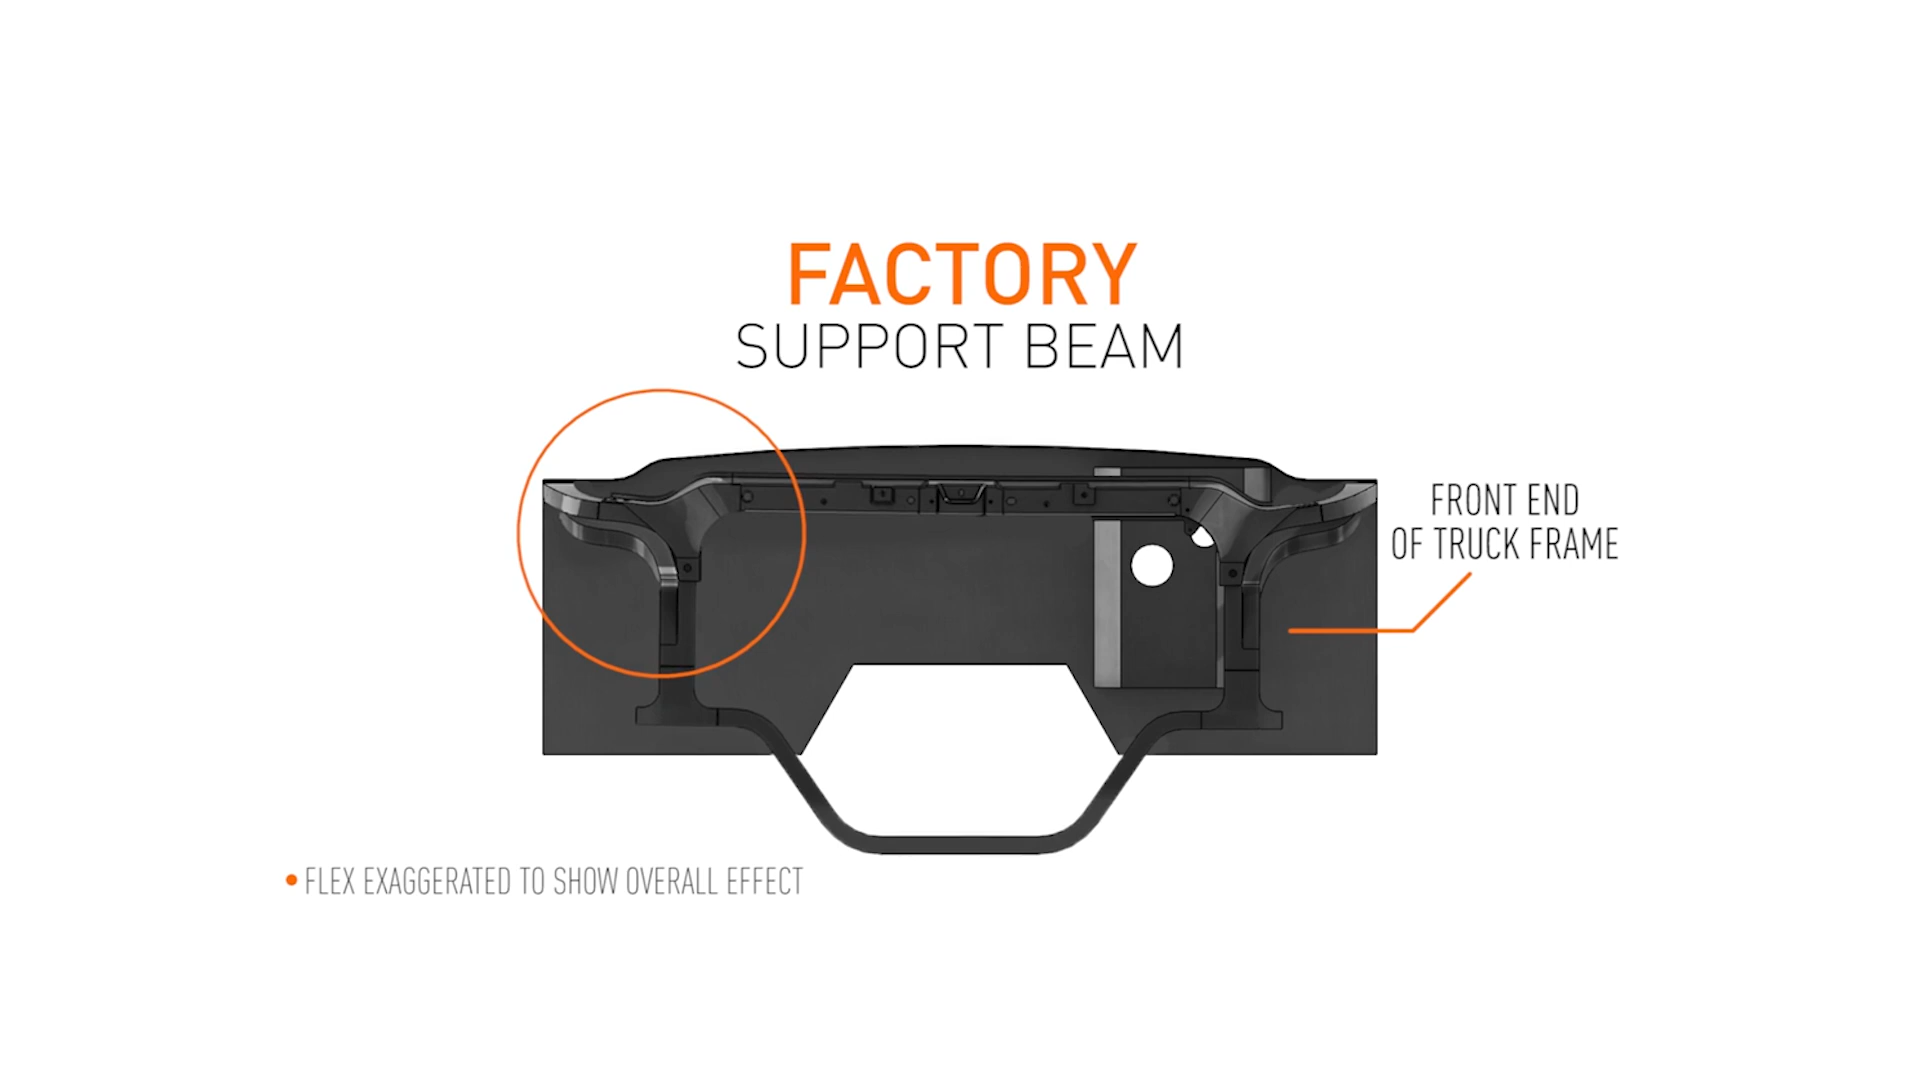 FACTORY
SUPPORT BEAM
FRONT END
OF TRUCK FRAME
• FLEX EXAGGERATED TO SHOW OVERALL EFFECT